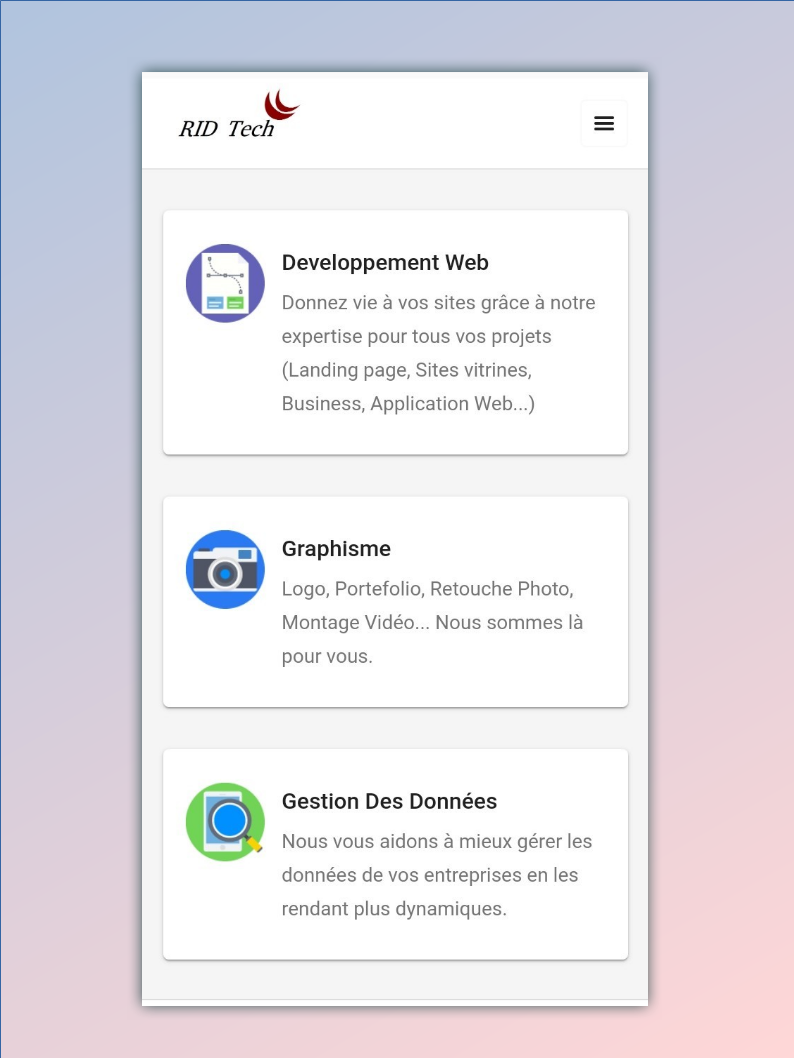 RID Tech
Developpement Web
Donnez vie à vos sites grâce à notre
expertise pour tous vos projets
(Landing page, Sites vitrines,
Business, Application Web...)
Graphisme
Logo, Portefolio, Retouche Photo,
Montage Vidéo... Nous sommes là
pour vous.
Gestion Des Données
Nous vous aidons à mieux gérer les
données de vos entreprises en les
rendant plus dynamiques.